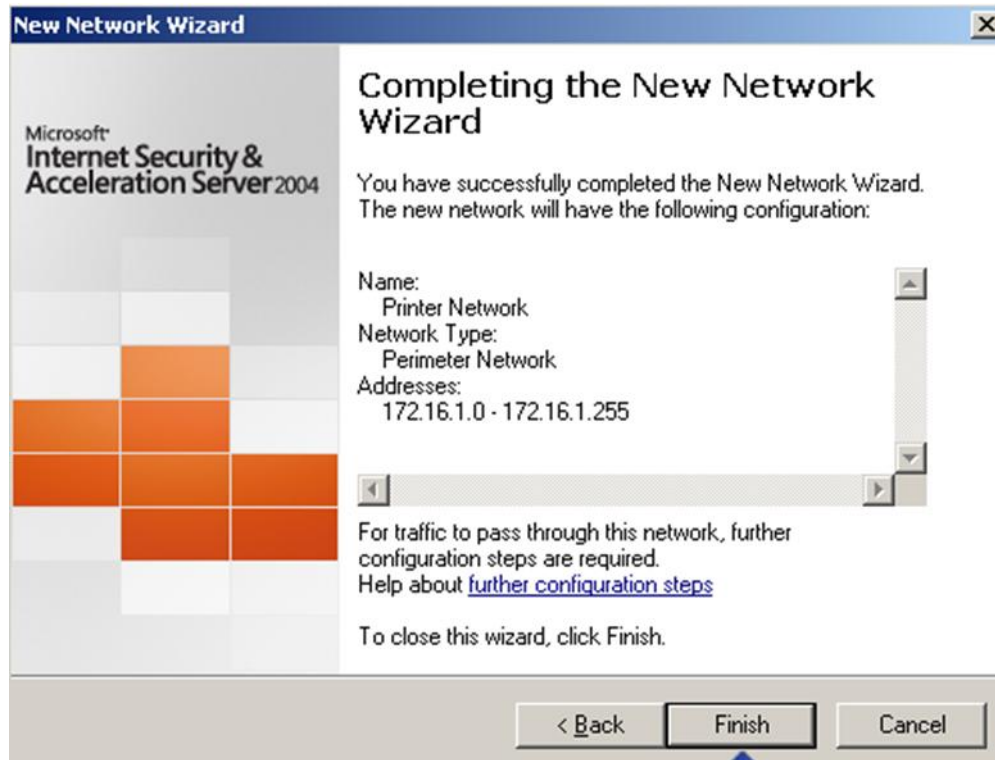 New Network Wizard
Microsoft
Internet Security &
Acceleration Server 2004
Completing the New Network
Wizard
You have successfully completed the New Network Wizard.
The new network will have the following configuration:
Name:
Printer Network
Network Type:
Perimeter Network
Addresses:
172.16.1.0 - 172.16.1.255
For traffic to pass through this network, further
configuration steps are required.
Help about further configuration steps
To close this wizard, click Finish.
< Back Finish Cancel